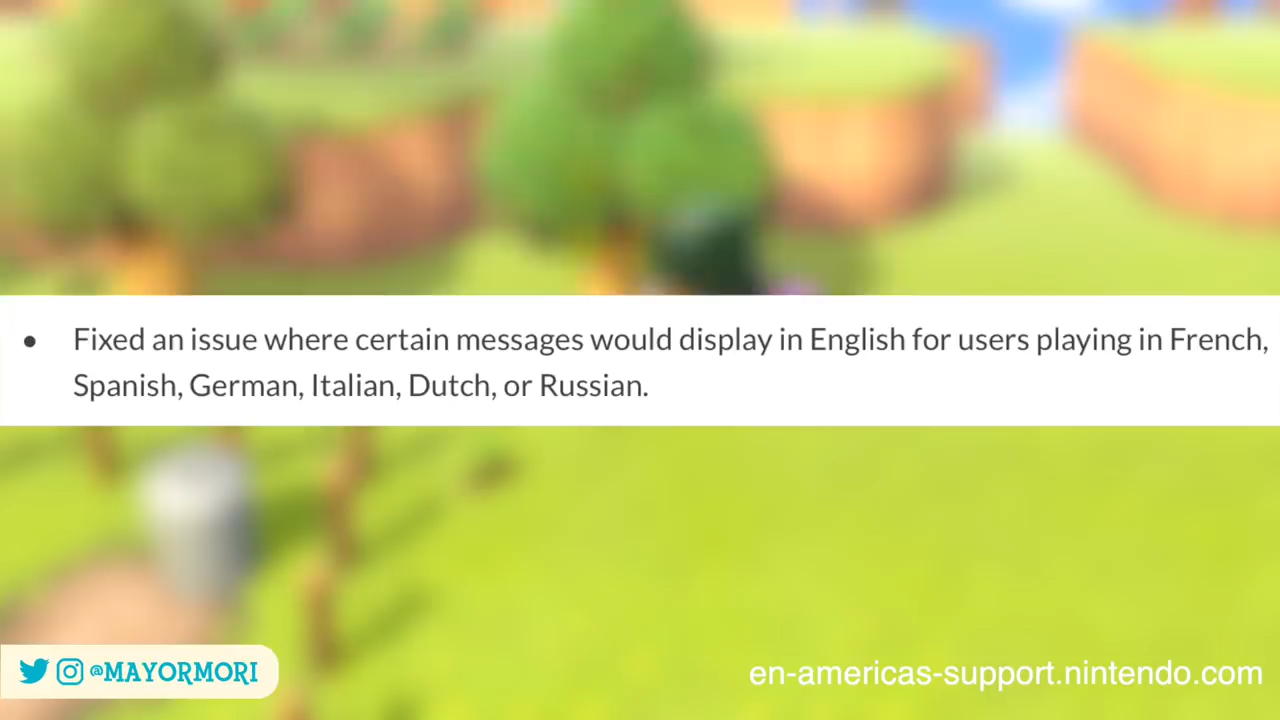 ● Fixed an issue where certain messages would display in English for users playing in French,
Spanish, German, Italian, Dutch, or Russian.
@MAYORMORI
en-americas-support.nintendo.com